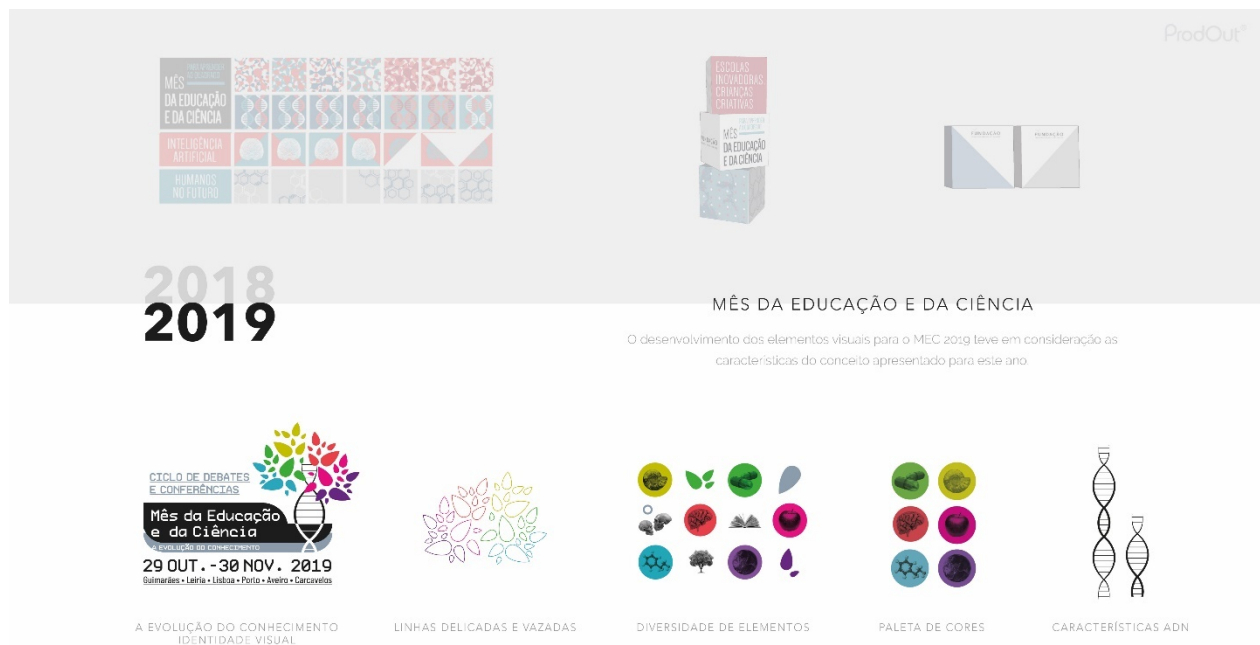 ProdOut
MÊS
DA EDUCAÇÃO
E DA CIÊNCIA
INTELIGÊNCIA
ARTIFICIAL
HUMANOS
NO FUTURO
ESCOLAS
INOVADORAS
CRIANÇAS
CRIATIVAS
FUNDAÇÃO
MÊS
DA EDUCAÇÃO
E DA CIÊNCIA
FUNDAÇÃO
FUNDAÇÃO
2018
2019
MÊS DA EDUCAÇÃO E DA CIÊNCIA
O desenvolvimento dos elementos visuais para o MEC 2019 teve em consideração as
características do conceito apresentado para este ano.
CICLO DE DEBATES
E CONFERÊNCIAS
Mês da Educação
e da Ciência
A EVOLUÇÃO DO CONHECIMENTO
29 OUT.-30 NOV. 2019
Guimarães • Leiria • Lisboa • Porto • Aveiro • Carcavelos
A EVOLUÇÃO DO CONHECIMENTO
IDENTIDADE VISUAL
LINHAS DELICADAS E VAZADAS
DIVERSIDADE DE ELEMENTOS
PALETA DE CORES
CARACTERÍSTICAS ADN